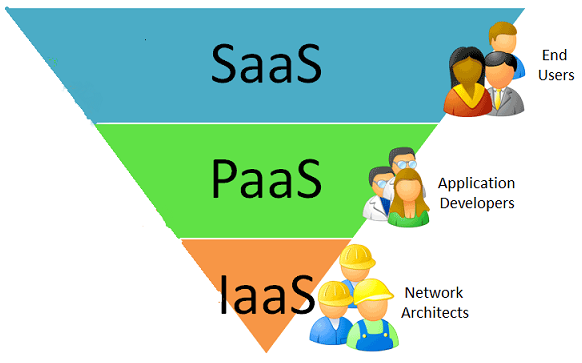 SaaS
End
Users
PaaS
Application
Developers
IaaS
Network
Architects